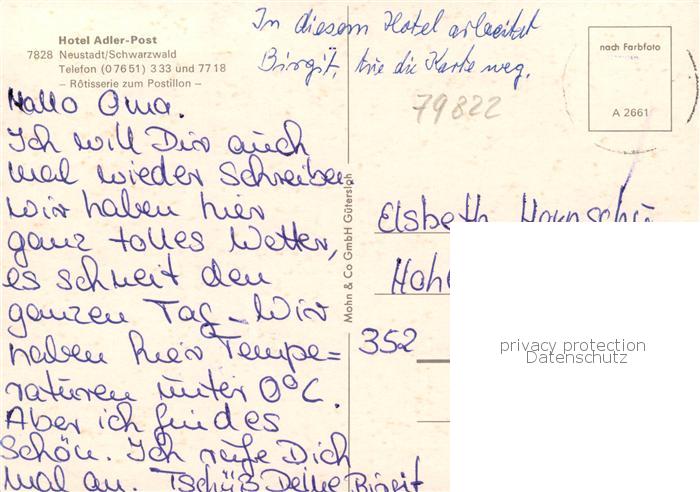 Hotel Adler-Post
7828 Neustadt/Schwarzwald
Telefon (07651) 333 und 7718
– Rôtisserie zum Postillon –
In diesem Hotel arbeitet
Birgit, die Karte weg.
79822
nach Farbfoto
A 2661
Hallo Oma.
Ich will Dir auch
mal wieder schreiben.
Wir haben hier
ganz tolles Wetter,
es schneit den
ganzen Tag – Wir
haben hier Tempe=
raturen unter 0°C.
Aber ich find es
Schön. Ich rufe Dich
mal an. Tschüß Deine Birgit
Mohn & Co GmbH Gütersloh
Elsbeth
352
privacy protection
Datenschutz